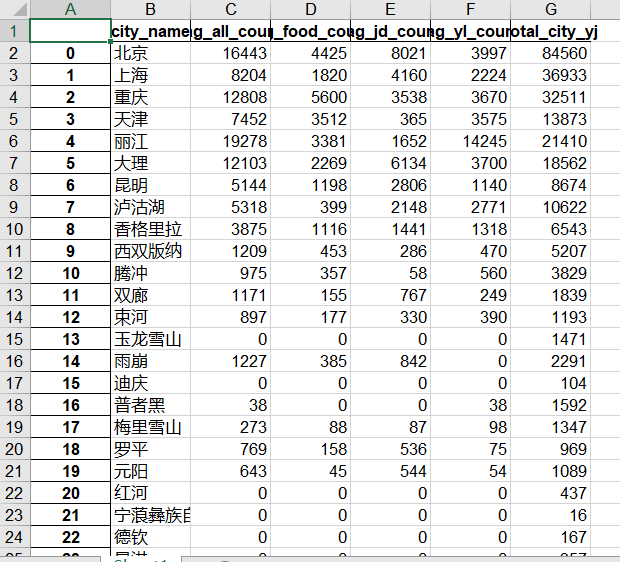 A B C D E F G
1 city_name g_all_cour _food_cou g_jd_coun g_yl_cour otal_city_yj
2 0 北京 16443 4425 8021 3997 84560
3 1 上海 8204 1820 4160 2224 36933
4 2 重庆 12808 5600 3538 3670 32511
5 3 天津 7452 3512 365 3575 13873
6 4 丽江 19278 3381 1652 14245 21410
7 5 大理 12103 2269 6134 3700 18562
8 6 昆明 5144 1198 2806 1140 8674
9 7 泸沽湖 5318 399 2148 2771 10622
10 8 香格里拉 3875 1116 1441 1318 6543
11 9 西双版纳 1209 453 286 470 5207
12 10 腾冲 975 357 58 560 3829
13 11 双廊 1171 155 767 249 1839
14 12 束河 897 177 330 390 1193
15 13 玉龙雪山 0 0 0 0 1471
16 14 雨崩 1227 385 842 0 2291
17 15 迪庆 0 0 0 0 104
18 16 普者黑 38 0 0 38 1592
19 17 梅里雪山 273 88 87 98 1347
20 18 罗平 769 158 536 75 969
21 19 元阳 643 45 544 54 1089
22 20 红河 0 0 0 0 437
23 21 宁蒗彝族自 0 0 0 0 16
24 22 德钦 0 0 0 0 167